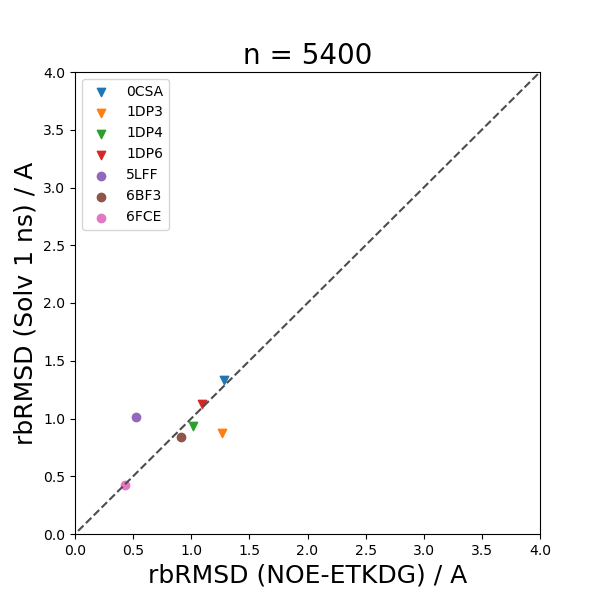 n = 5400
4.0
3.5
3.0
2.5
2.0
1.5
1.0
0.5
0.0
rbRMSD (Solv 1 ns) / A
0CSA
1DP3
1DP4
1DP6
5LFF
6BF3
6FCE
0.0 0.5 1.0 1.5 2.0 2.5 3.0 3.5 4.0
rbRMSD (NOE-ETKDG) / A